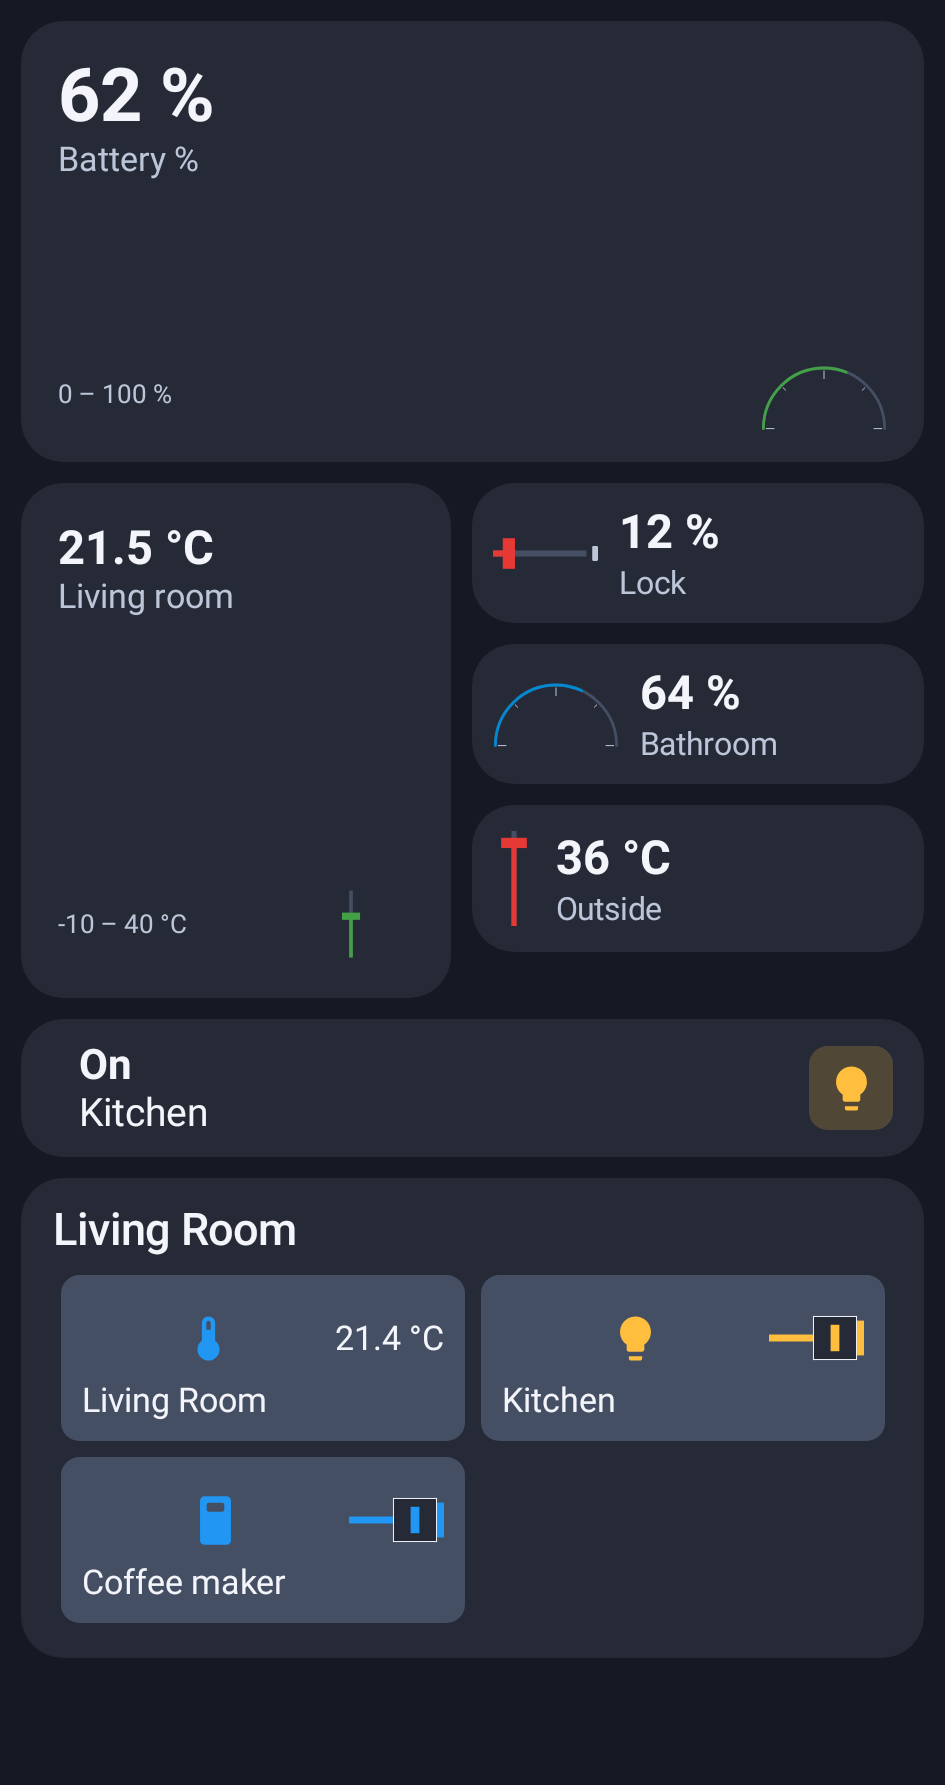 62 %
Battery %
0 – 100 %
21.5 °C
Living room
-10 – 40 °C
12 %
Lock
64 %
Bathroom
36 °C
Outside
On
Kitchen
Living Room
21.4 °C
Living Room
Kitchen
Coffee maker